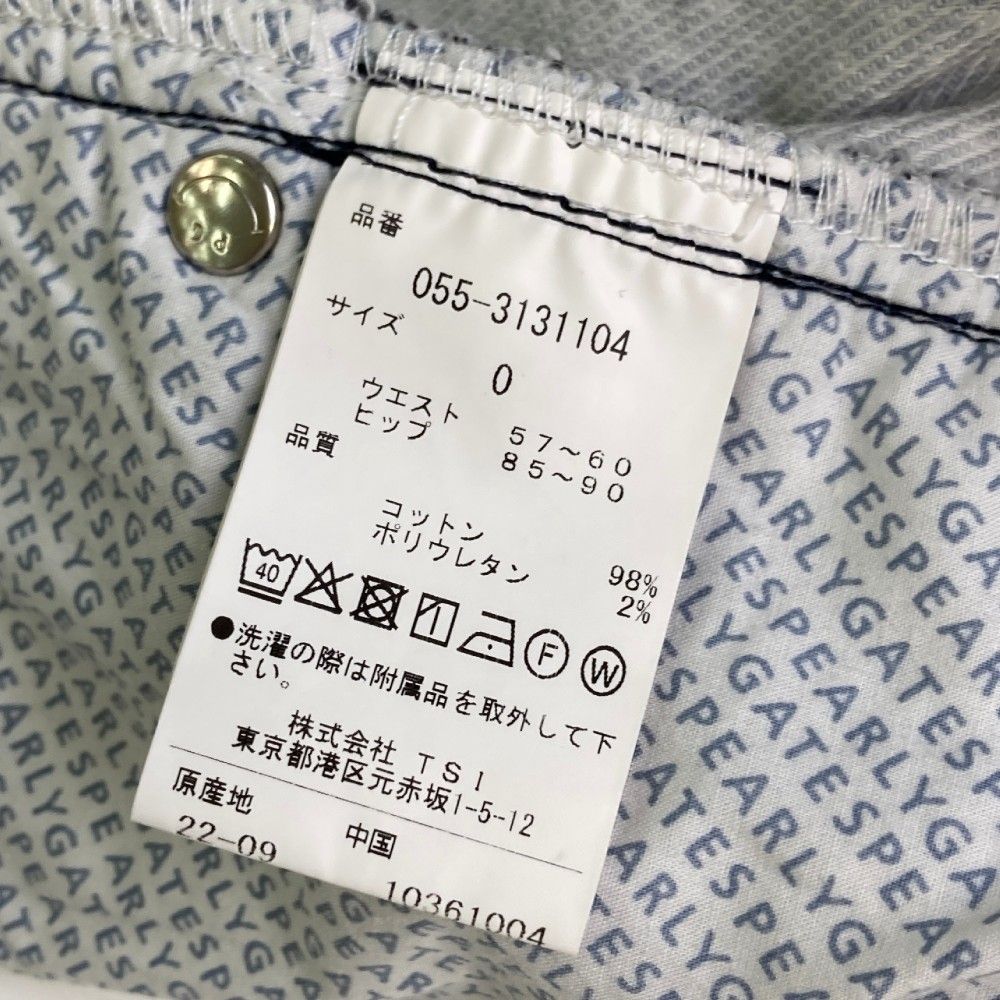 品番
055-3131104
サイズ
0
ウエスト 57～60
ヒップ 85～90
品質
コットン 98%
ポリウレタン 2%
40
F
W
●洗濯の際は附属品を取外して下
さい。
株式会社 TSI
東京都港区元赤坂1-5-12
原産地 中国
22-09 10361004
PG
PEARLYGATES